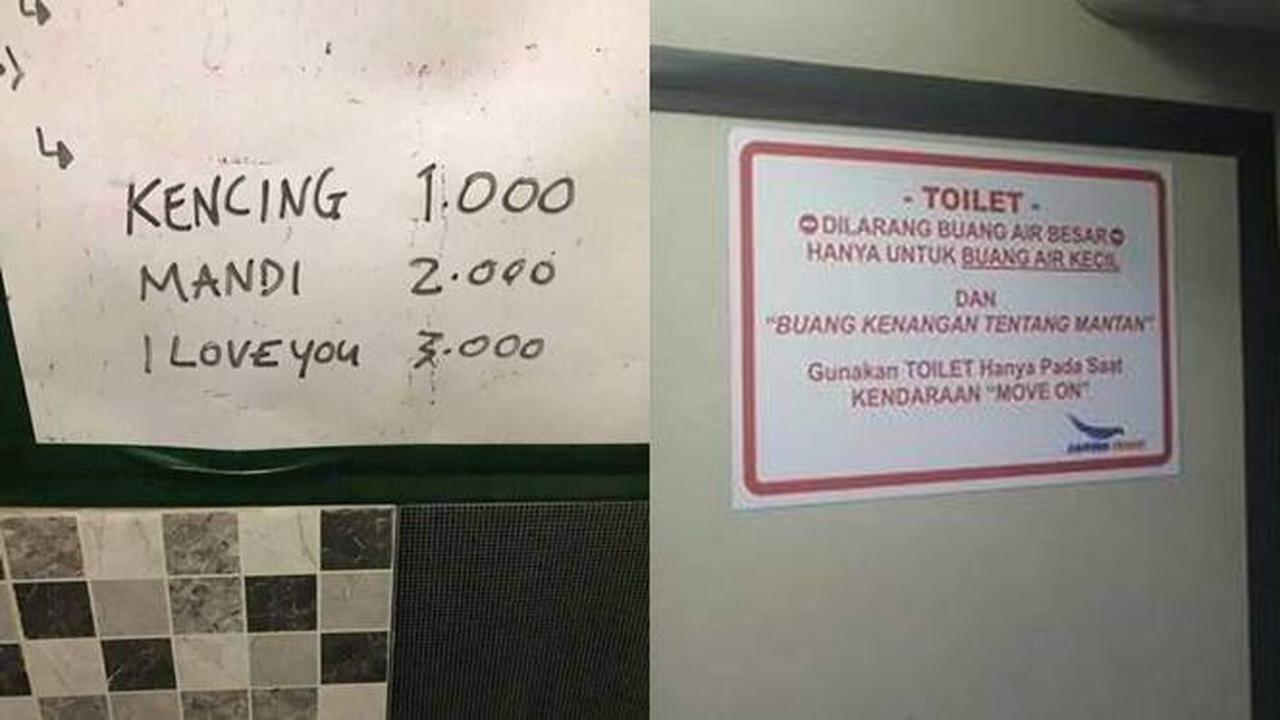 KENCING 1.000
MANDI 2.000
I LOVE YOU 3.000
- TOILET -
DILARANG BUANG AIR BESAR
HANYA UNTUK BUANG AIR KECIL
DAN
"BUANG KENANGAN TENTANG MANTAN"
Gunakan TOILET Hanya Pada Saat
KENDARAAN "MOVE ON"